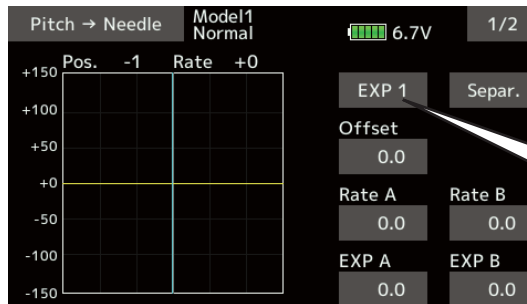 Pitch → Needle Model1 Normal 6.7V 1/2
Pos. -1 Rate +0
+150
+100
+50
+0
-50
-100
-150
EXP 1 Separ.
Offset
0.0
Rate A Rate B
0.0 0.0
EXP A EXP B
0.0 0.0